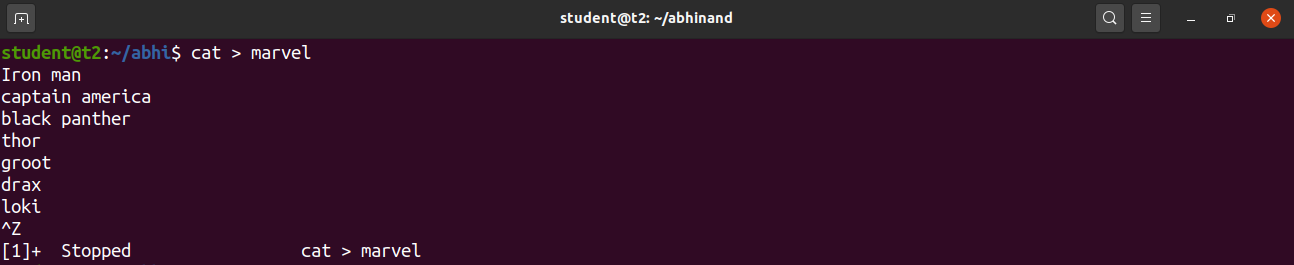 student@t2: ~/abhinand
student@t2:~/abhi$ cat > marvel
Iron man
captain america
black panther
thor
groot
drax
loki
^Z
[1]+  Stopped                 cat > marvel